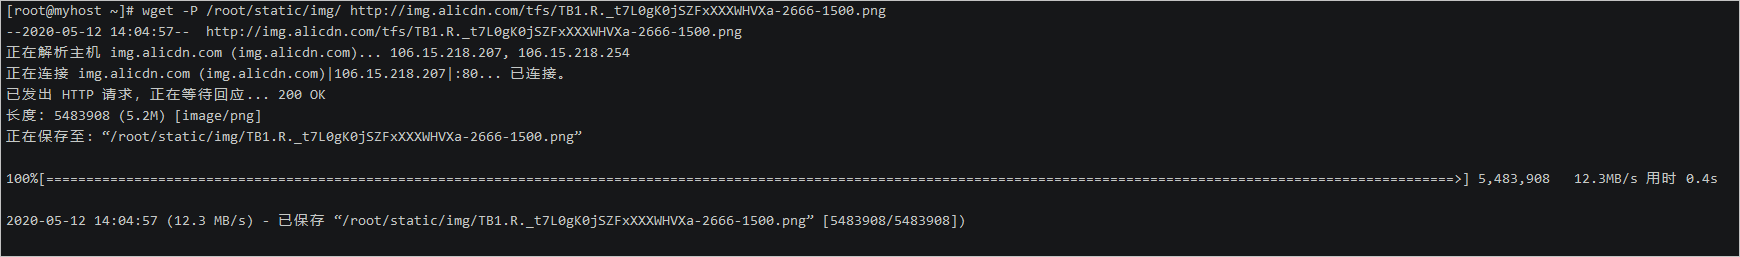 [root@myhost ~]# wget -P /root/static/img/ http://img.alicdn.com/tfs/TB1.R._t7L0gK0jSZFxXXXWHVXa-2666-1500.png
--2020-05-12 14:04:57--  http://img.alicdn.com/tfs/TB1.R._t7L0gK0jSZFxXXXWHVXa-2666-1500.png
正在解析主机 img.alicdn.com (img.alicdn.com)... 106.15.218.207, 106.15.218.254
正在连接 img.alicdn.com (img.alicdn.com)|106.15.218.207|:80... 已连接。
已发出 HTTP 请求，正在等待回应... 200 OK
长度：5483908 (5.2M) [image/png]
正在保存至: “/root/static/img/TB1.R._t7L0gK0jSZFxXXXWHVXa-2666-1500.png”
100%[================================================================================================================================================================================>] 5,483,908   12.3MB/s 用时 0.4s
2020-05-12 14:04:57 (12.3 MB/s) - 已保存 “/root/static/img/TB1.R._t7L0gK0jSZFxXXXWHVXa-2666-1500.png” [5483908/5483908])